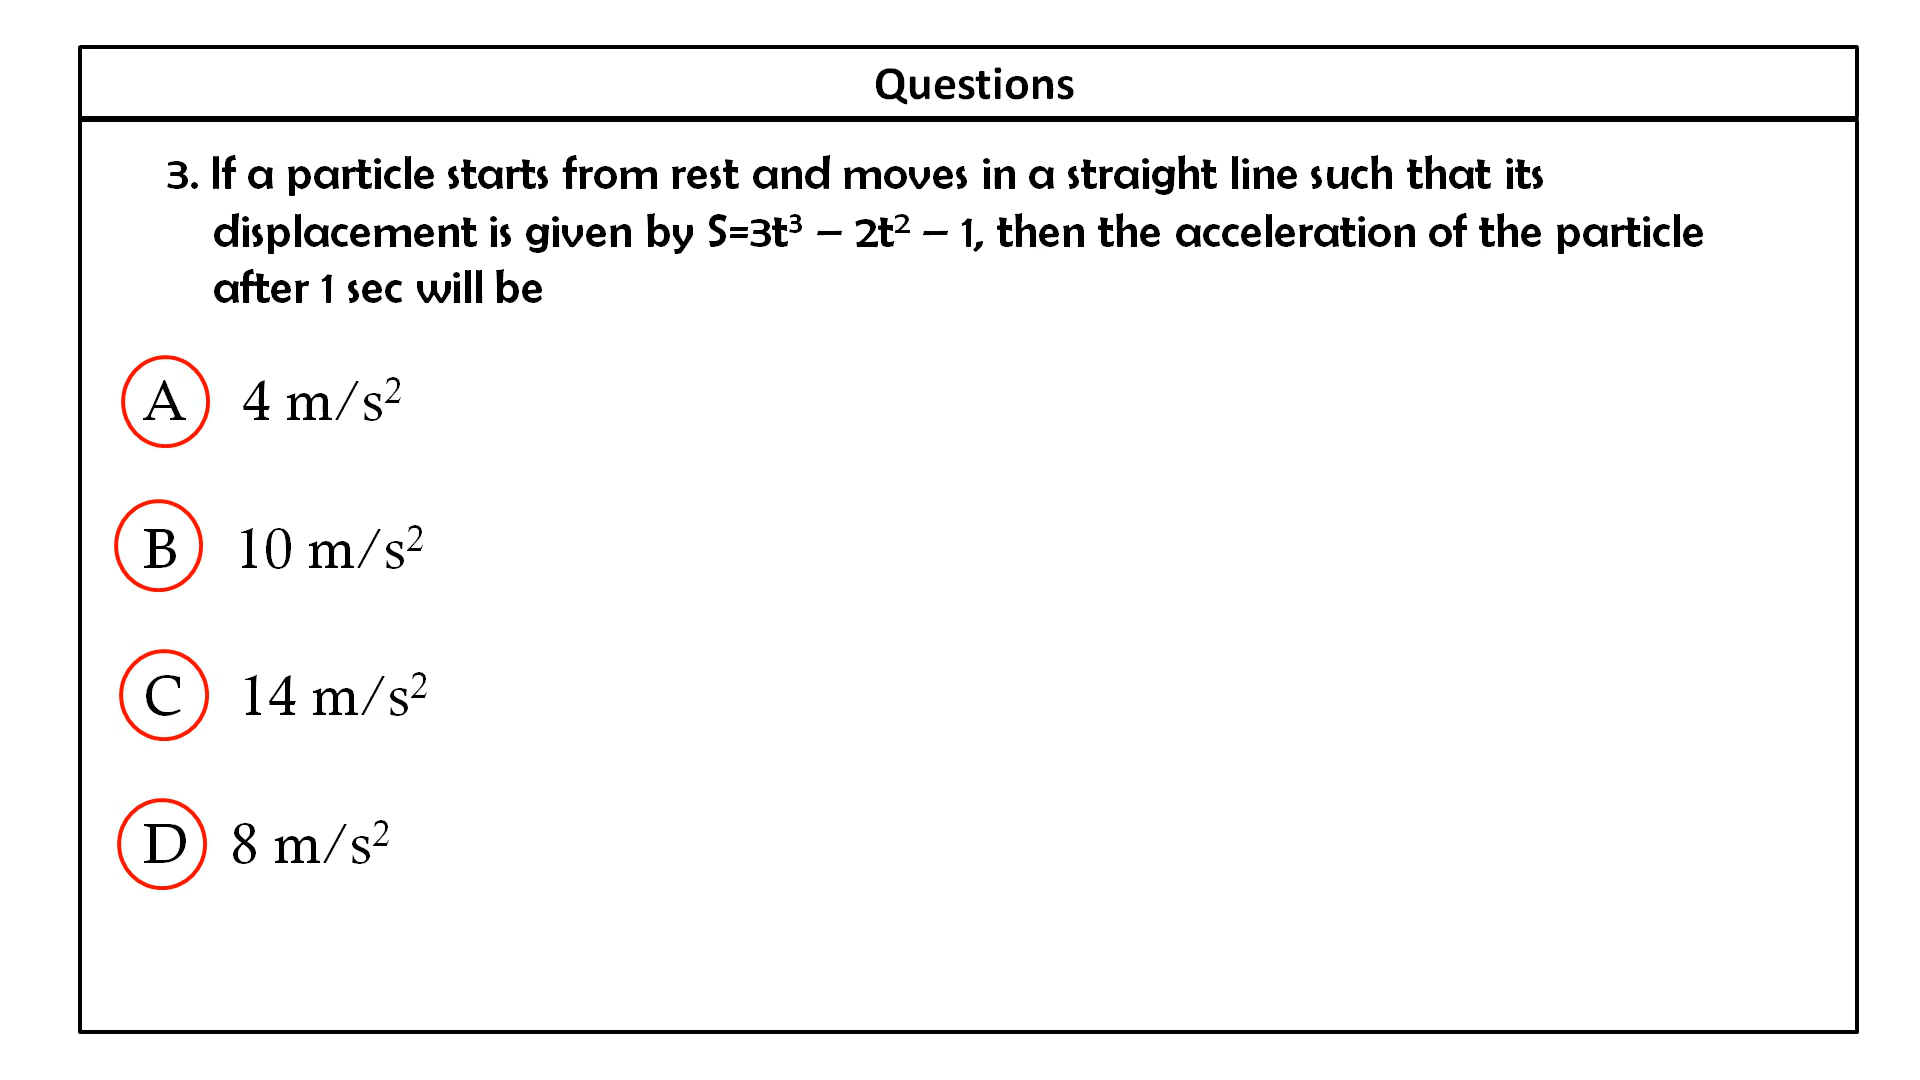 Questions
3. If a particle starts from rest and moves in a straight line such that its
displacement is given by S=3t³ – 2t² – 1, then the acceleration of the particle
after 1 sec will be
A 4 m/s²
B 10 m/s²
C 14 m/s²
D 8 m/s²